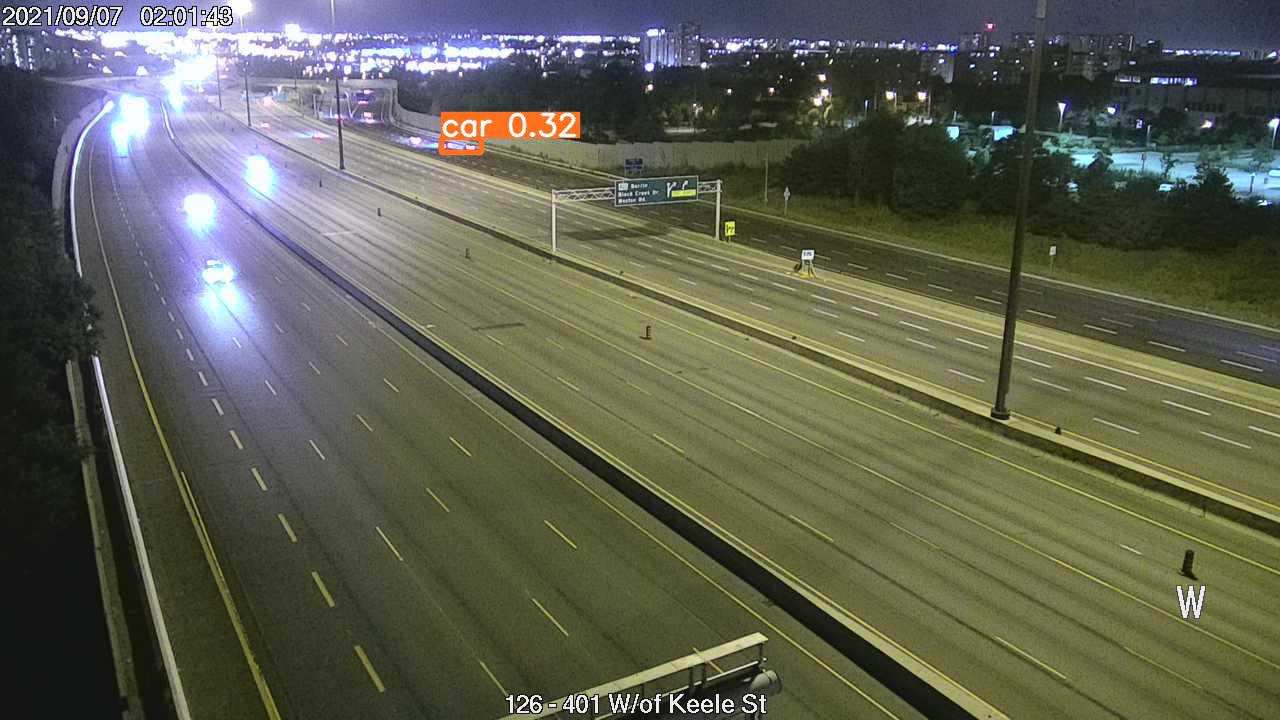 2021/09/07 02:01:43
car 0.32
Barrie
Black Creek Dr
Weston Rd.
W
126 - 401 W/of Keele St